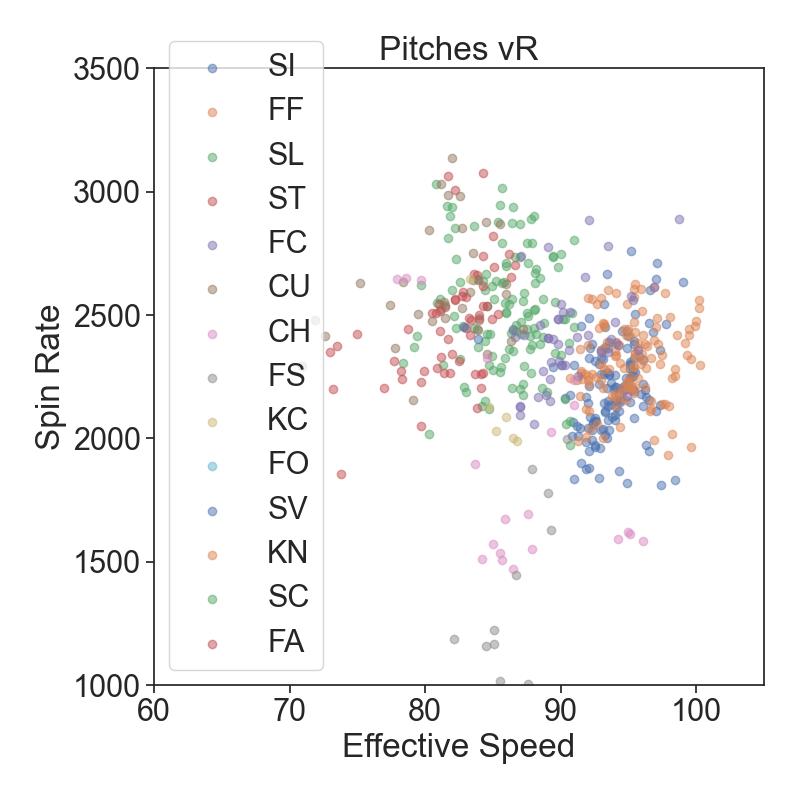 Pitches vR
Spin Rate
3500
3000
2500
2000
1500
1000
SI
FF
SL
ST
FC
CU
CH
FS
KC
FO
SV
KN
SC
FA
60 70 80 90 100
Effective Speed